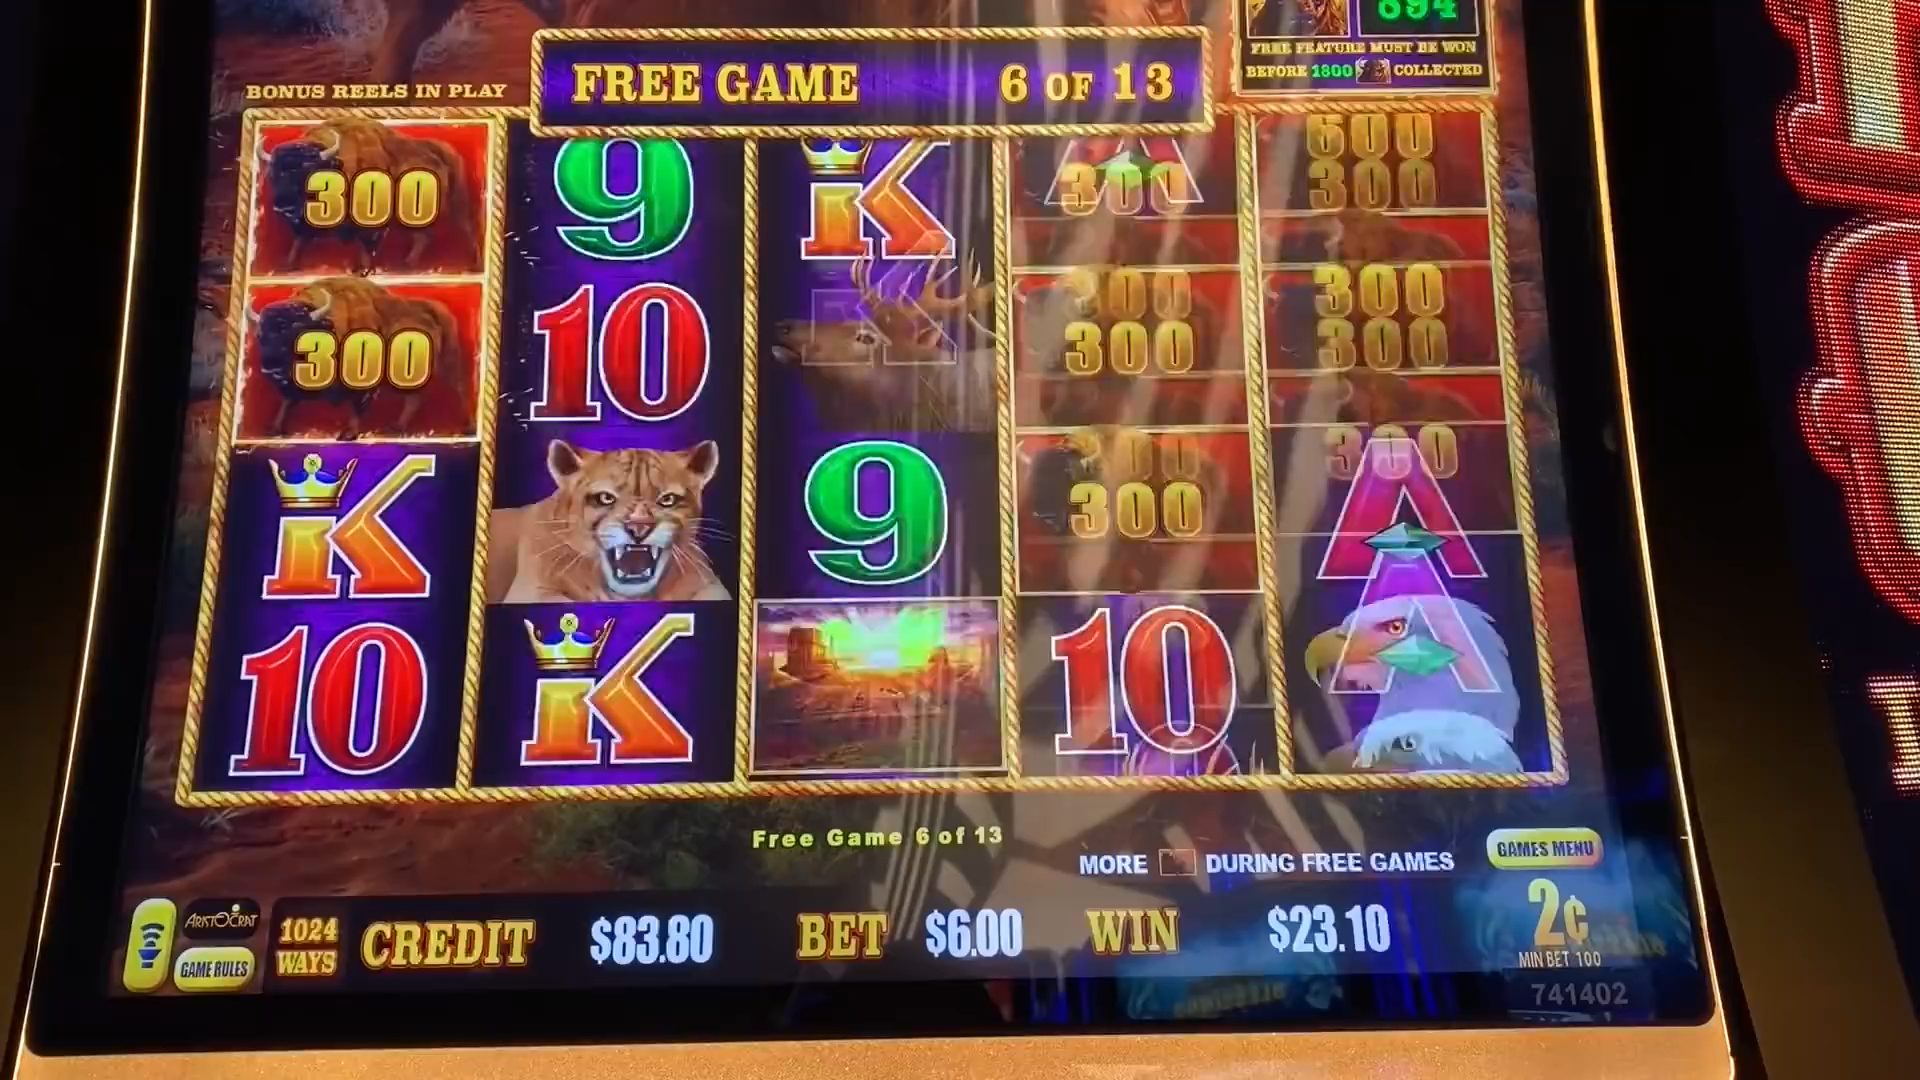 894
FREE FEATURE MUST BE WON
BEFORE 1800 COLLECTED
BONUS REELS IN PLAY
FREE GAME 6 OF 13
300 9 K 300 600
300
300 10 300 300
300 300
K 9 300 300
A
10 K 10
Free Game 6 of 13
MORE DURING FREE GAMES
GAMES MENU
ARISTOCRAT
GAME RULES
1024 WAYS
CREDIT $83.80 BET $6.00 WIN $23.10
2¢
MIN BET 100
741402